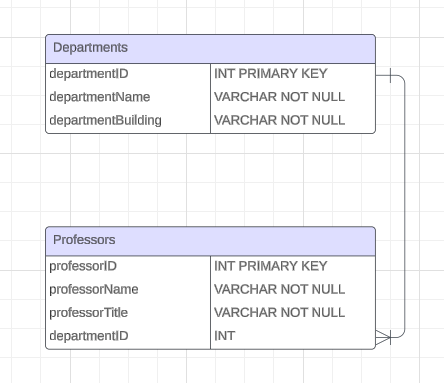 Departments
departmentID INT PRIMARY KEY
departmentName VARCHAR NOT NULL
departmentBuilding VARCHAR NOT NULL
Professors
professorID INT PRIMARY KEY
professorName VARCHAR NOT NULL
professorTitle VARCHAR NOT NULL
departmentID INT